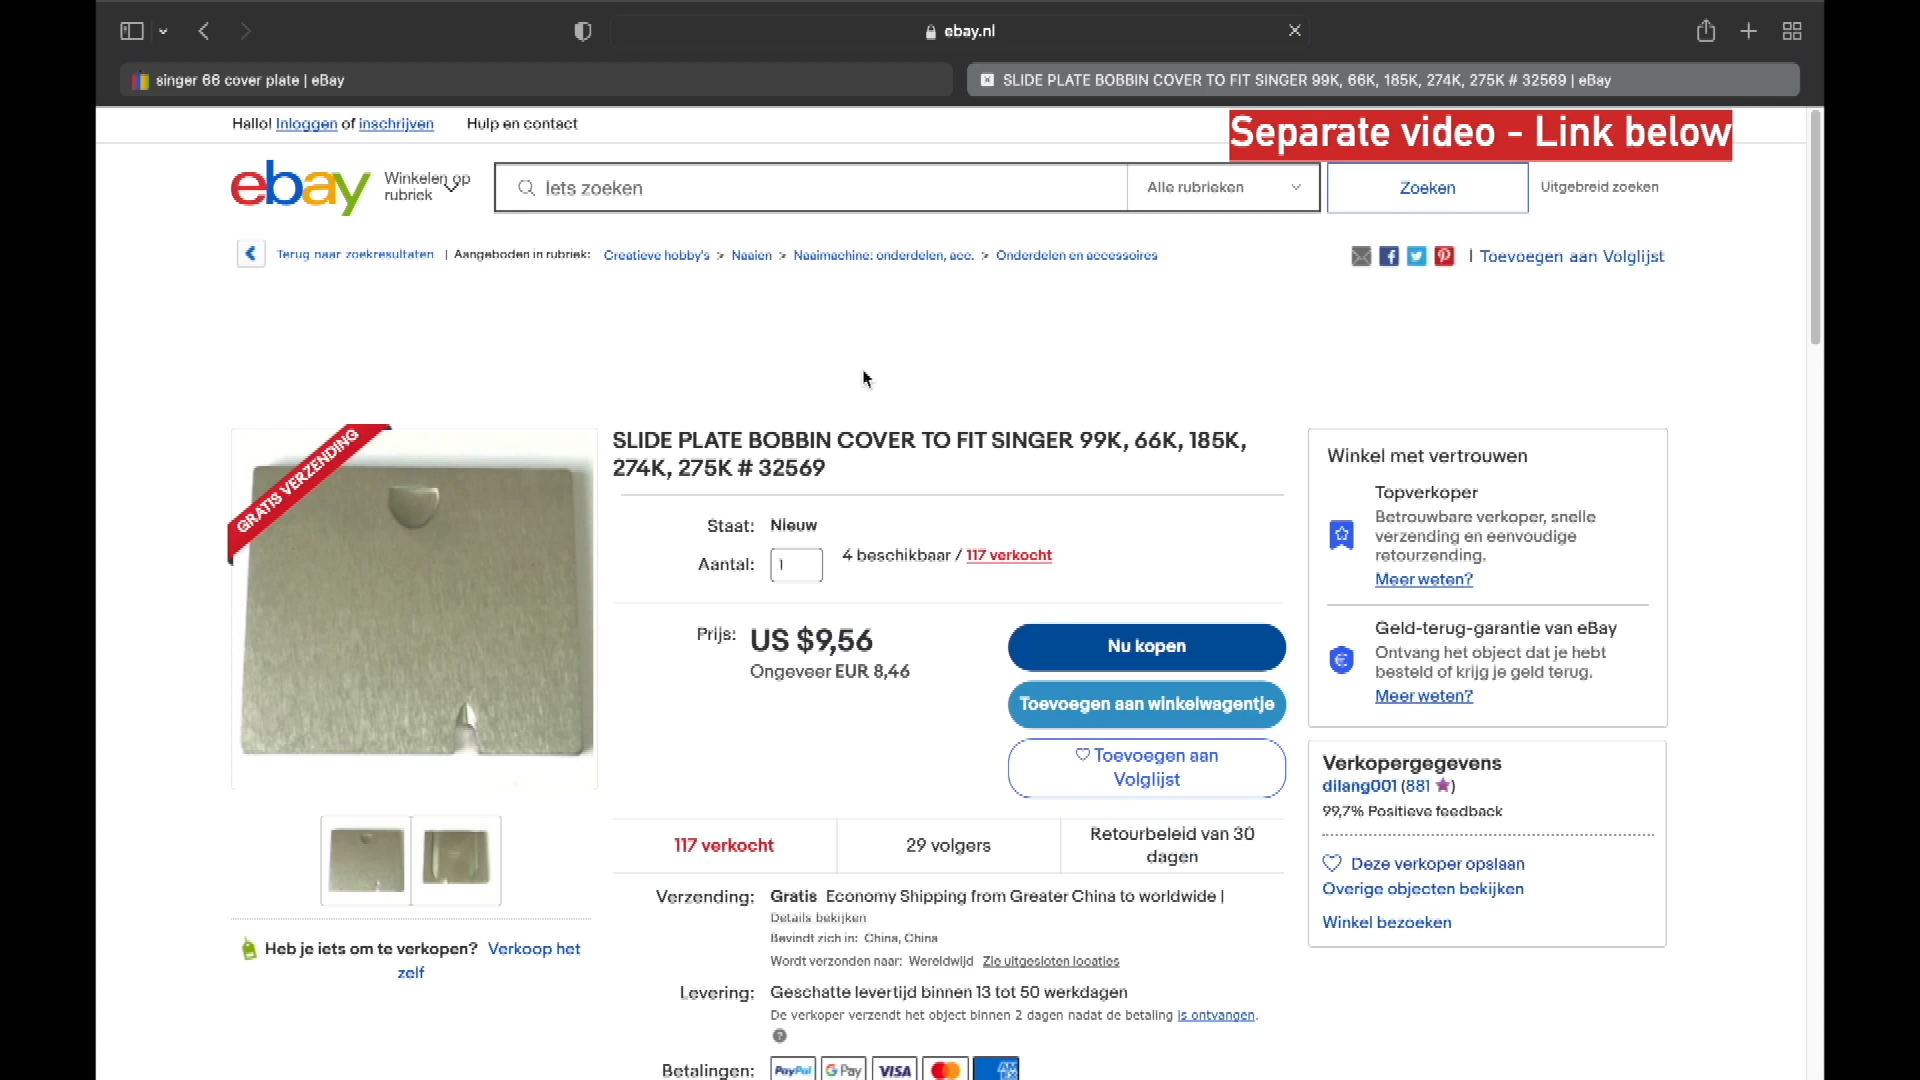 ebay.nl
singer 66 cover plate | eBay
SLIDE PLATE BOBBIN COVER TO FIT SINGER 99K, 66K, 185K, 274K, 275K # 32569 | eBay
Separate video - Link below
Hallo! Inloggen of inschrijven Hulp en contact
ebay
Winkelen op
rubriek
Iets zoeken
Alle rubrieken
Zoeken
Uitgebreid zoeken
Terug naar zoekresultaten | Aangeboden in rubriek: Creatieve hobby's > Naaien > Naaimachine: onderdelen, acc. > Onderdelen en accessoires
| Toevoegen aan Volglijst
GRATIS VERZENDING
SLIDE PLATE BOBBIN COVER TO FIT SINGER 99K, 66K, 185K,
274K, 275K # 32569
Staat: Nieuw
Aantal: 1 4 beschikbaar / 117 verkocht
Prijs: US $9,56
Ongeveer EUR 8,46
Nu kopen
Toevoegen aan winkelwagentje
Toevoegen aan
Volglijst
117 verkocht
29 volgers
Retourbeleid van 30
dagen
Verzending: Gratis Economy Shipping from Greater China to worldwide |
Details bekijken
Bevindt zich in: China, China
Wordt verzonden naar: Wereldwijd Zie uitgesloten locaties
Levering: Geschatte levertijd binnen 13 tot 50 werkdagen
De verkoper verzendt het object binnen 2 dagen nadat de betaling is ontvangen.
Betalingen: PayPal G Pay VISA
Heb je iets om te verkopen? Verkoop het
zelf
Winkel met vertrouwen
Topverkoper
Betrouwbare verkoper, snelle
verzending en eenvoudige
retourzending.
Meer weten?
Geld-terug-garantie van eBay
Ontvang het object dat je hebt
besteld of krijg je geld terug.
Meer weten?
Verkopergegevens
dilang001 (881)
99,7% Positieve feedback
Deze verkoper opslaan
Overige objecten bekijken
Winkel bezoeken